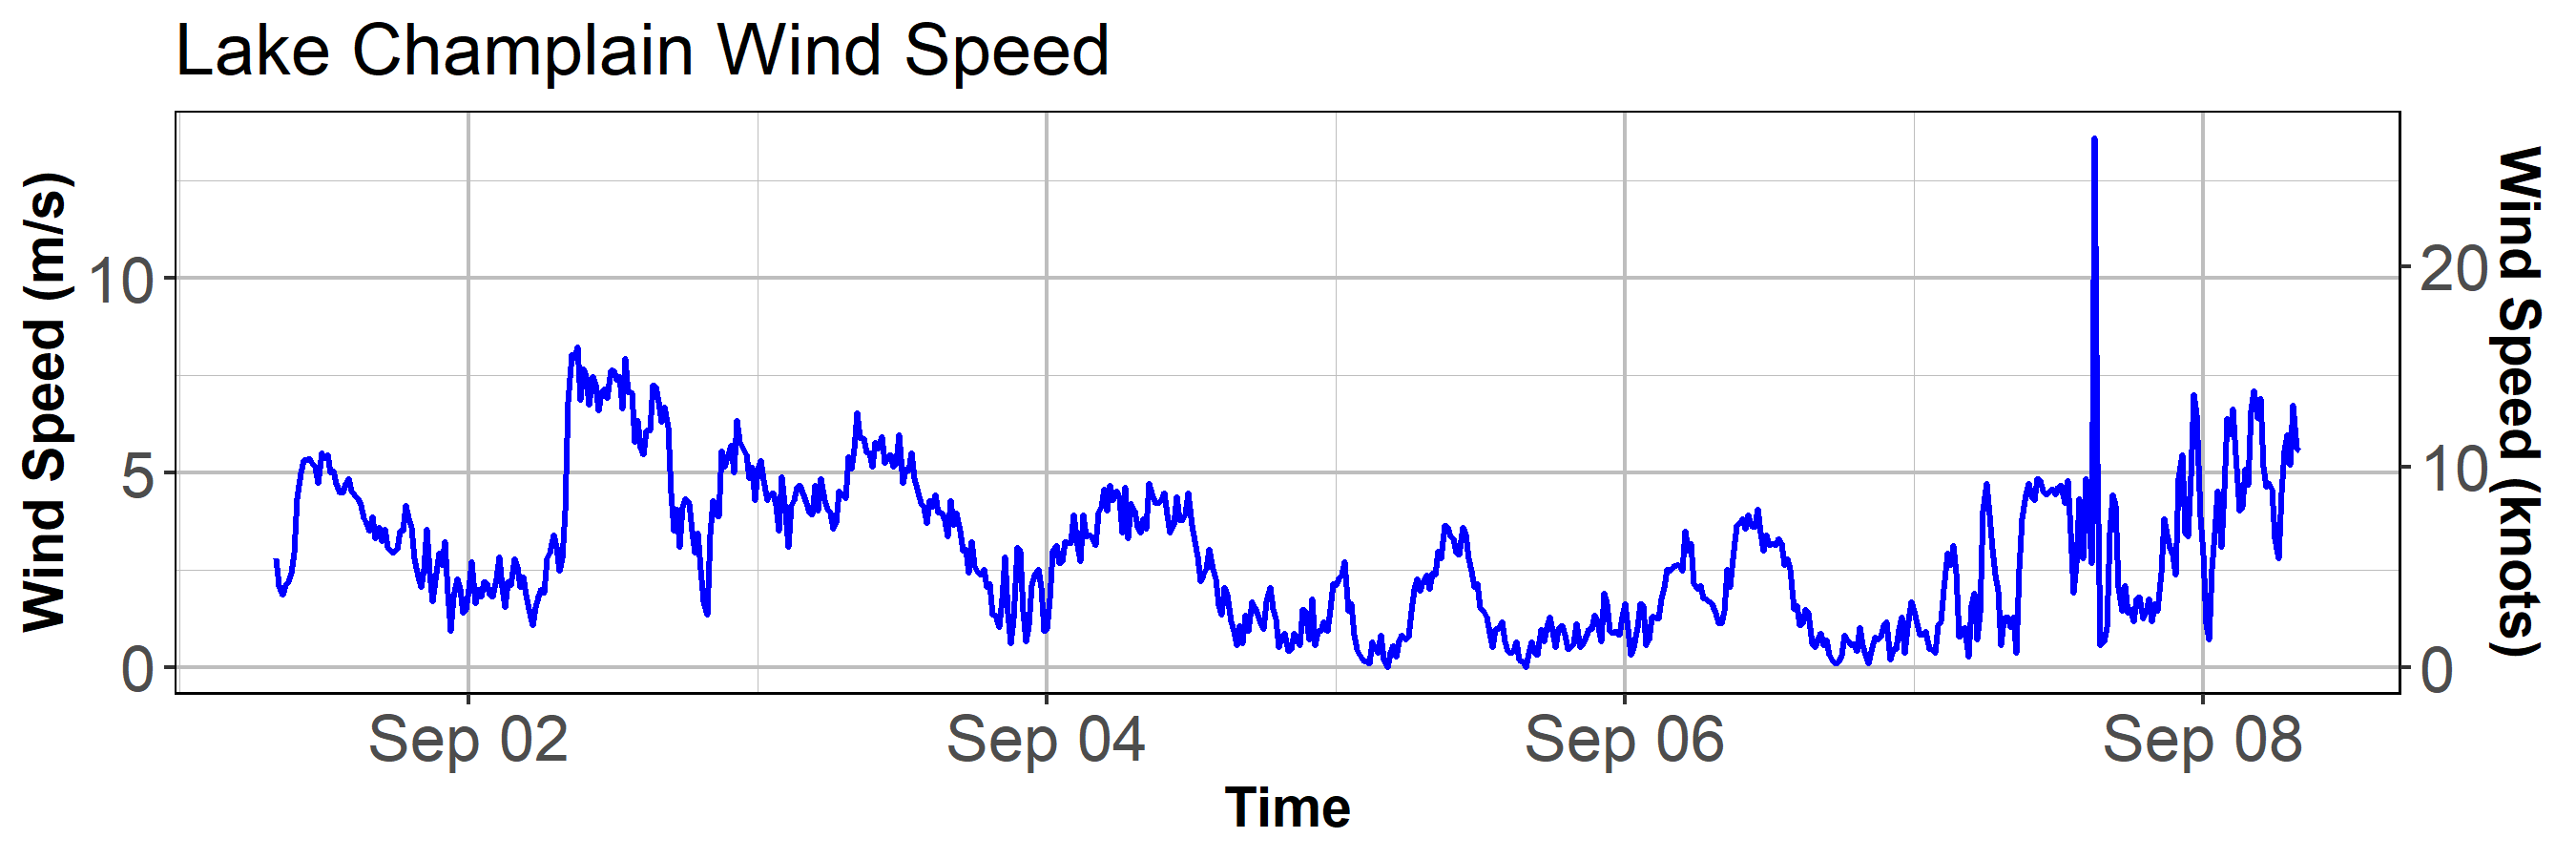 Lake Champlain Wind Speed
Wind Speed (m/s)
10
5
0
20
10
0
Wind Speed (knots)
Sep 02
Sep 04
Sep 06
Sep 08
Time